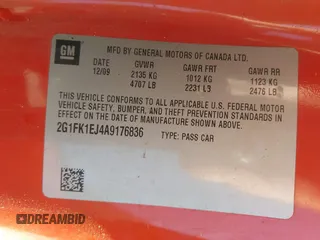 GM
MFD BY GENERAL MOTORS OF CANADA LTD.
DATE GVWR GAWR FRT GAWR RR
12/09 2135 KG 1012 KG 1123 KG
4707 LB 2231 LB 2476 LB
THIS VEHICLE CONFORMS TO ALL APPLICABLE U.S. FEDERAL MOTOR
VEHICLE SAFETY, BUMPER, AND THEFT PREVENTION STANDARDS IN
EFFECT ON THE DATE OF MANUFACTURE SHOWN ABOVE.
2G1FK1EJ4A9176836 TYPE: PASS CAR
DREAMBID
DREAMBID.COM